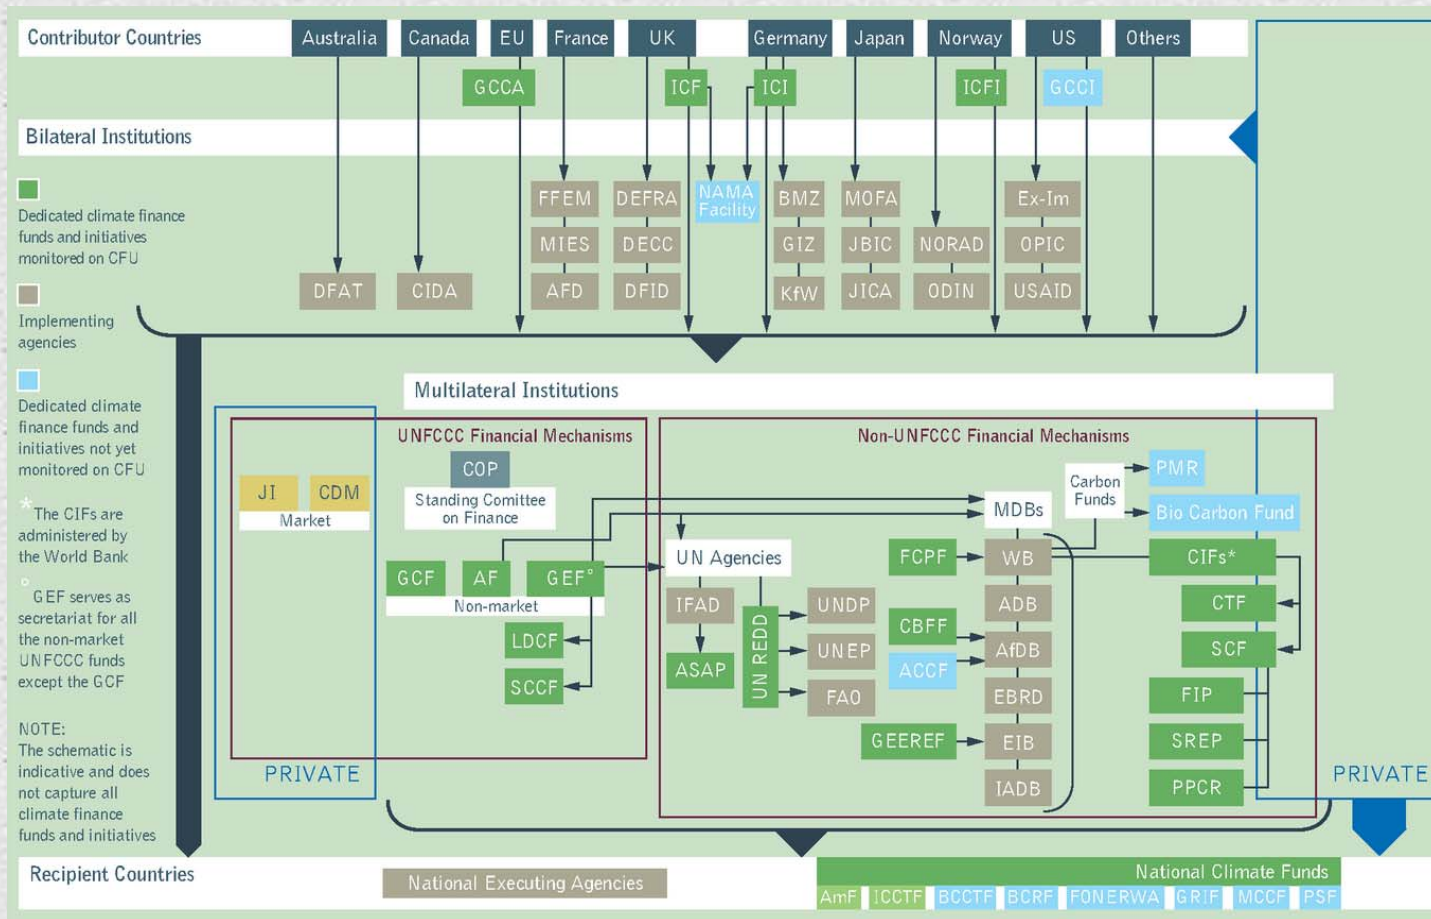 Contributor Countries
Australia
Canada
EU
France
UK
Germany
Japan
Norway
US
Others
GCCA
ICF
ICI
ICFI
GCCI
Bilateral Institutions
Dedicated climate finance
funds and initiatives
monitored on CFU
Implementing
agencies
Dedicated climate
finance funds and
initiatives not yet
monitored on CFU
* The CIFs are
administered by
the World Bank
° GEF serves as
secretariat for all
the non-market
UNFCCC funds
except the GCF
NOTE:
The schematic is
indicative and does
not capture all
climate finance
funds and initiatives
FFEM
DEFRA
NAMA
Facility
BMZ
MOFA
Ex-Im
MIES
DECC
GIZ
JBIC
NORAD
OPIC
DFAT
CIDA
AFD
DFID
KfW
JICA
ODIN
USAID
Multilateral Institutions
UNFCCC Financial Mechanisms
COP
Standing Comittee
on Finance
JI
CDM
Market
GCF
AF
GEF°
Non-market
LDCF
SCCF
PRIVATE
Non-UNFCCC Financial Mechanisms
UN Agencies
IFAD
ASAP
UN REDD
UNDP
UNEP
FAO
MDBs
FCPF
WB
ADB
CBFF
ACCF
AfDB
EBRD
GEEREF
EIB
IADB
Carbon
Funds
PMR
Bio Carbon Fund
CIFs*
CTF
SCF
FIP
SREP
PPCR
PRIVATE
Recipient Countries
National Executing Agencies
National Climate Funds
AmF
ICCTF
BCCTF
BCRF
FONERWA
GRIF
MCCF
PSF